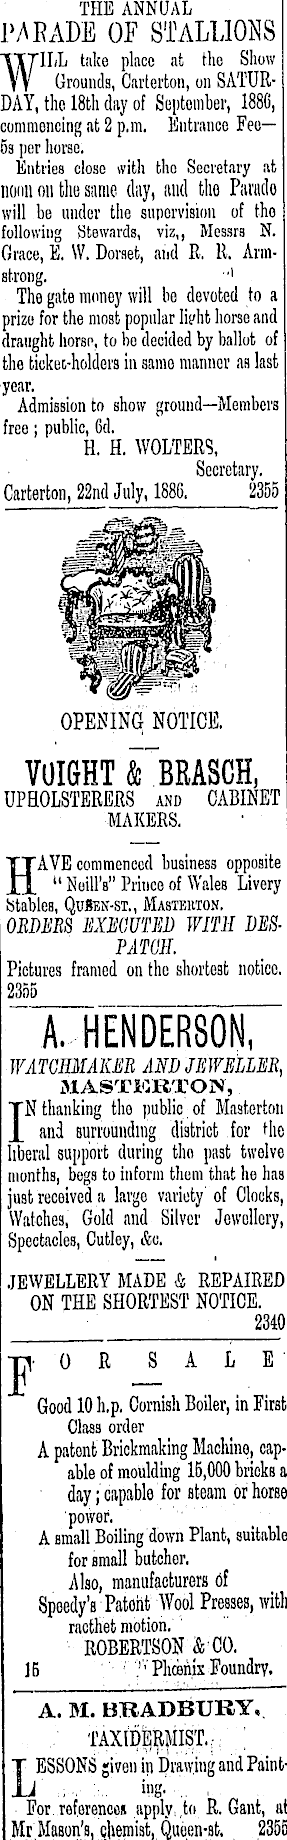 THE ANNUAL
PARADE OF STALLIONS
WILL take place at the Show
Grounds, Carterton, on SATUR-
DAY, the 18th day of September, 1886,
commencing at 2 p.m. Entrance Fee—
5s per horse.
Entries close with the Secretary at
noon on the same day, and the Parade
will be under the supervision of the
following Stewards, viz,, Messrs N.
Grace, E. W. Dorset, and R. R. Arm-
strong.
The gate money will be devoted to a
prize for the most popular light horse and
draught horse, to be decided by ballot of
the ticket-holders in same manner as last
year.
Admission to show ground—Members
free ; public, 6d.
H. H. WOLTERS,
Secretary.
Carterton, 22nd July, 1886. 2355
OPENING NOTICE.
VOIGHT & BRASCH,
UPHOLSTERERS AND CABINET
MAKERS.
HAVE commenced business opposite
"Neill's" Prince of Wales Livery
Stables, QUEEN-ST., MASTERTON.
ORDERS EXECUTED WITH DES-
PATCH.
Pictures framed on the shortest notice.
2355
A. HENDERSON,
WATCHMAKER AND JEWELLER,
MASTERTON,
IN thanking the public of Masterton
and surrounding district for the
liberal support during the past twelve
months, begs to inform them that he has
just received a large variety of Clocks,
Watches, Gold and Silver Jewellery,
Spectacles, Cutley, &c.
JEWELLERY MADE & REPAIRED
ON THE SHORTEST NOTICE.
2340
FOR SALE
Good 10 h.p. Cornish Boiler, in First
Class order
A patent Brickmaking Machine, cap-
able of moulding 15,000 bricks a
day ; capable for steam or horse
power.
A small Boiling down Plant, suitable
for small butcher.
Also, manufacturers of
Speedy's Patent Wool Presses, with
racthet motion.
ROBERTSON & CO.
15 Phœnix Foundry.
A. M. BRADBURY,
TAXIDERMIST.
LESSONS given in Drawing and Paint-
ing.
For references apply to R. Gant, at
Mr Mason's, chemist, Queen-st. 2355